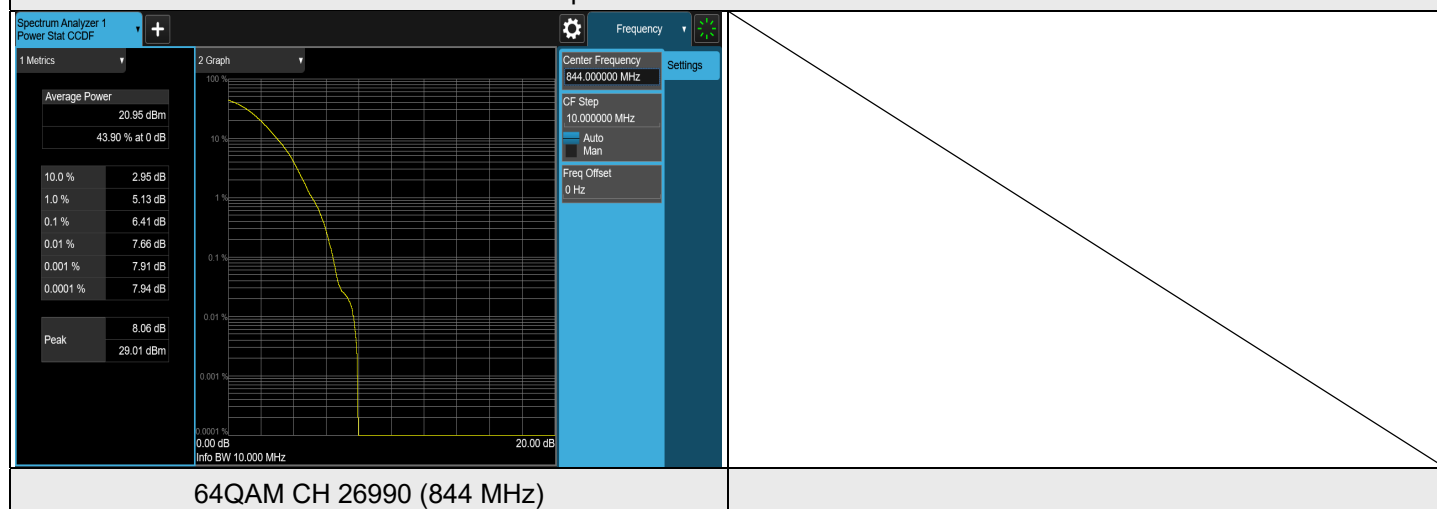 Spectrum Analyzer 1
Power Stat CCDF
+
Frequency
1 Metrics
2 Graph
Center Frequency
844.000000 MHz
Settings
CF Step
10.000000 MHz
Auto
Man
Freq Offset
0 Hz
Average Power
20.95 dBm
43.90 % at 0 dB
10.0 % 2.95 dB
1.0 % 5.13 dB
0.1 % 6.41 dB
0.01 % 7.66 dB
0.001 % 7.91 dB
0.0001 % 7.94 dB
Peak 8.06 dB
29.01 dBm
100 %
10 %
1 %
0.1 %
0.01 %
0.001 %
0.0001 %
0.00 dB 20.00 dB
Info BW 10.000 MHz
64QAM CH 26990 (844 MHz)